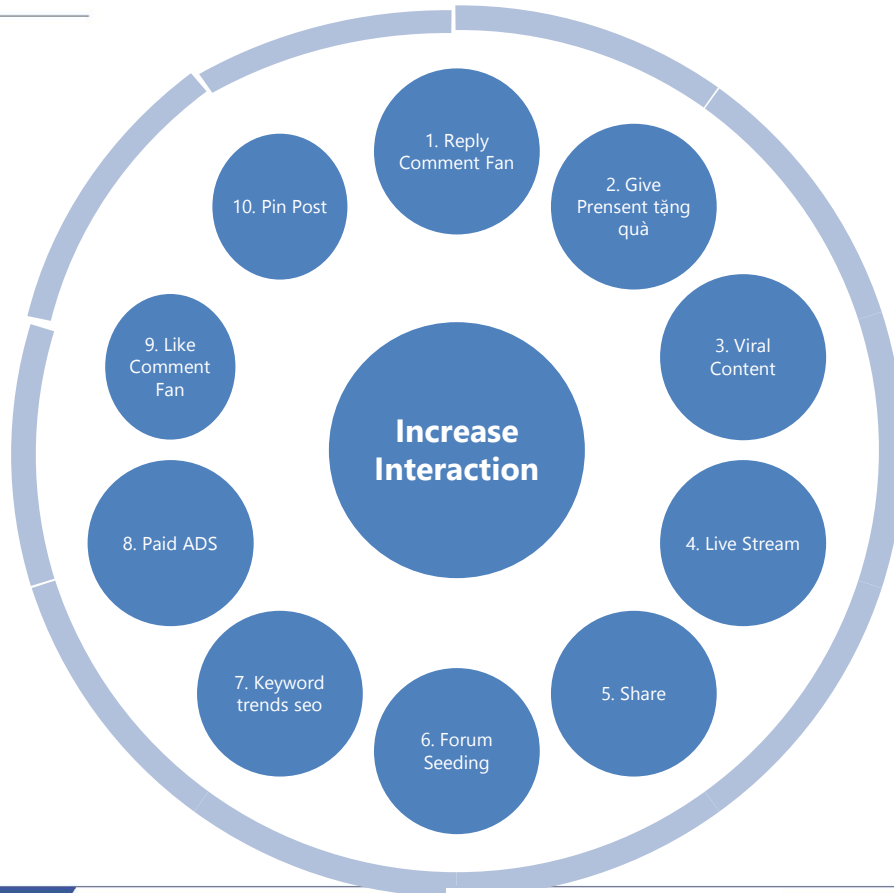 Increase
Interaction
1. Reply
Comment Fan
2. Give
Prensent tặng
quà
3. Viral
Content
4. Live Stream
5. Share
6. Forum
Seeding
7. Keyword
trends seo
8. Paid ADS
9. Like
Comment
Fan
10. Pin Post